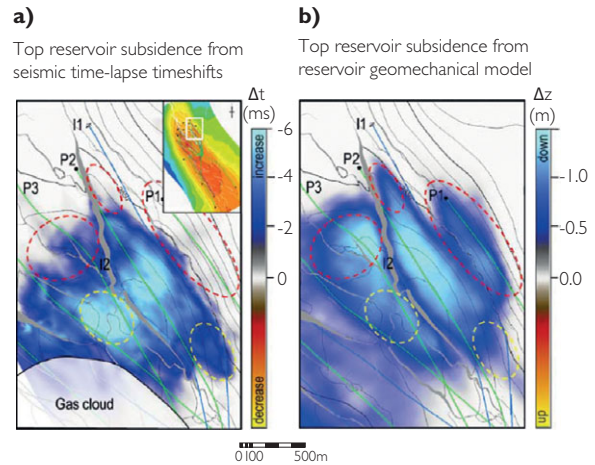 a)
Top reservoir subsidence from
seismic time-lapse timeshifts
Δt
(ms)
I1
P2
P1
P3
I2
Gas cloud
-6
-4
-2
0
increase
decrease
b)
Top reservoir subsidence from
reservoir geomechanical model
Δz
(m)
I1
P2
P1
P3
I2
-1.0
-0.5
0.0
down
up
0 100 500m